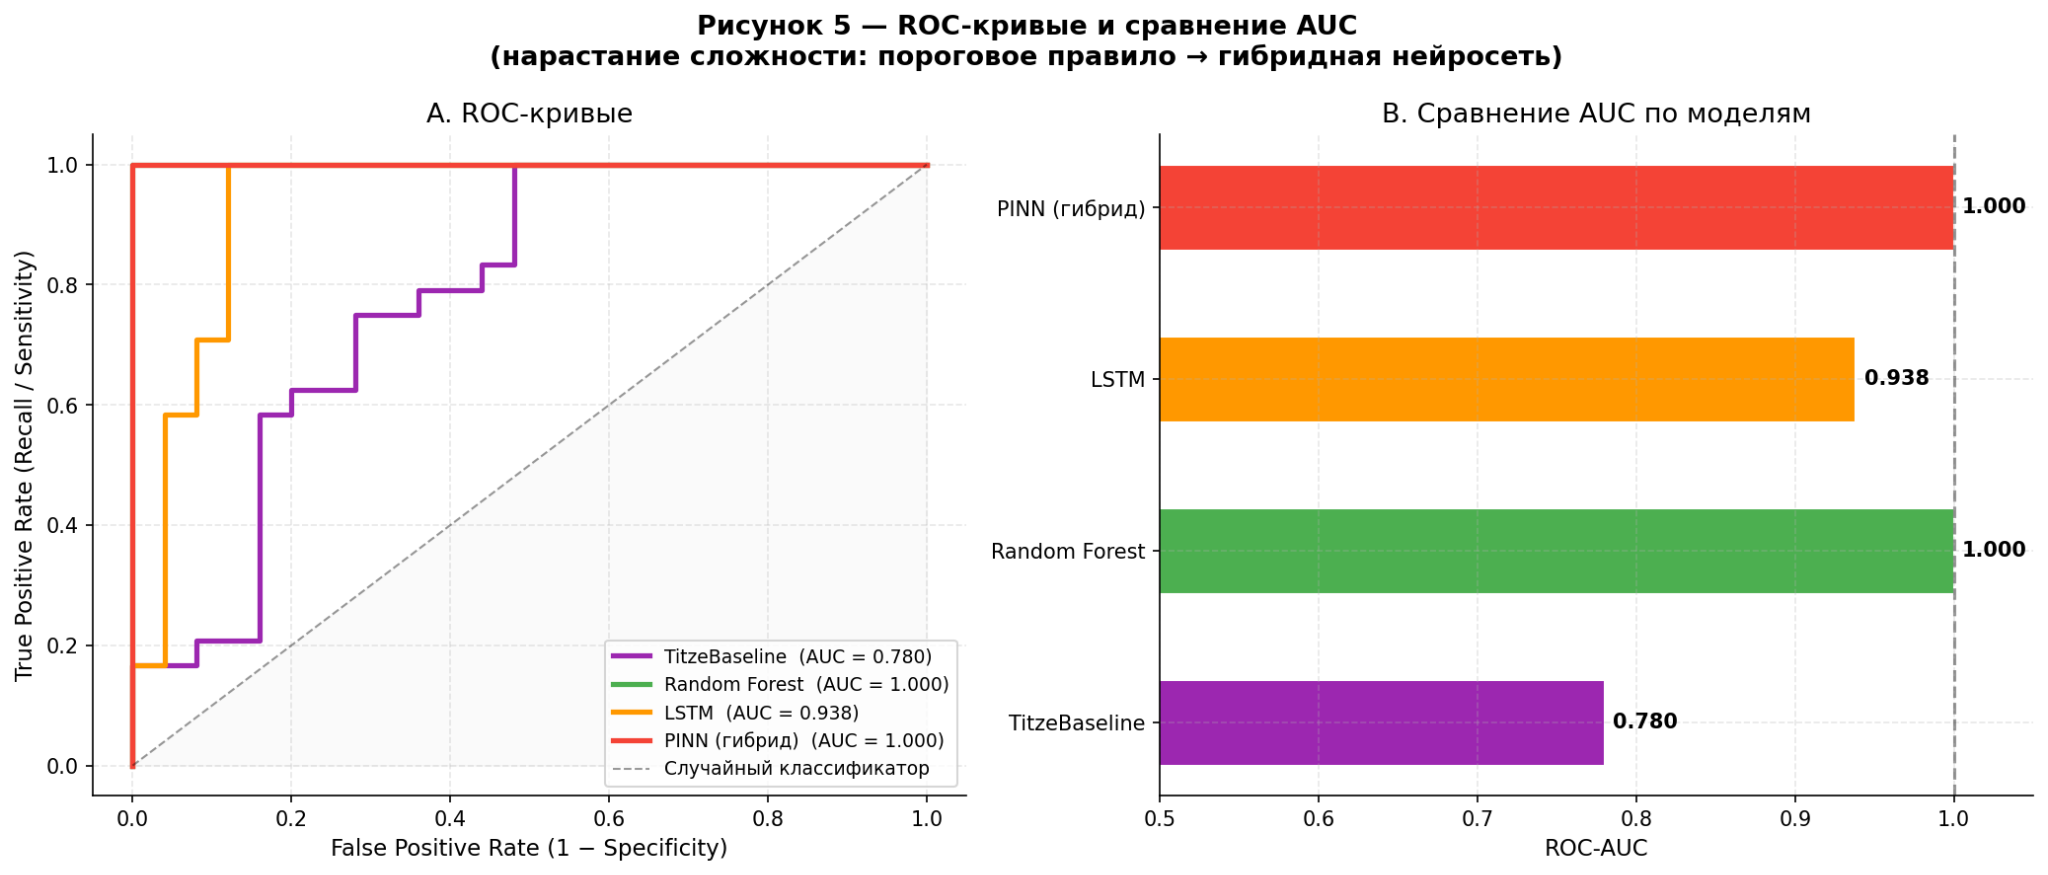 Рисунок 5 — ROC-кривые и сравнение AUC
(нарастание сложности: пороговое правило → гибридная нейросеть)
A. ROC-кривые
True Positive Rate (Recall / Sensitivity)
1.0
0.8
0.6
0.4
0.2
0.0
TitzeBaseline (AUC = 0.780)
Random Forest (AUC = 1.000)
LSTM (AUC = 0.938)
PINN (гибрид) (AUC = 1.000)
Случайный классификатор
0.0 0.2 0.4 0.6 0.8 1.0
False Positive Rate (1 − Specificity)
B. Сравнение AUC по моделям
PINN (гибрид) 1.000
LSTM 0.938
Random Forest 1.000
TitzeBaseline 0.780
0.5 0.6 0.7 0.8 0.9 1.0
ROC-AUC